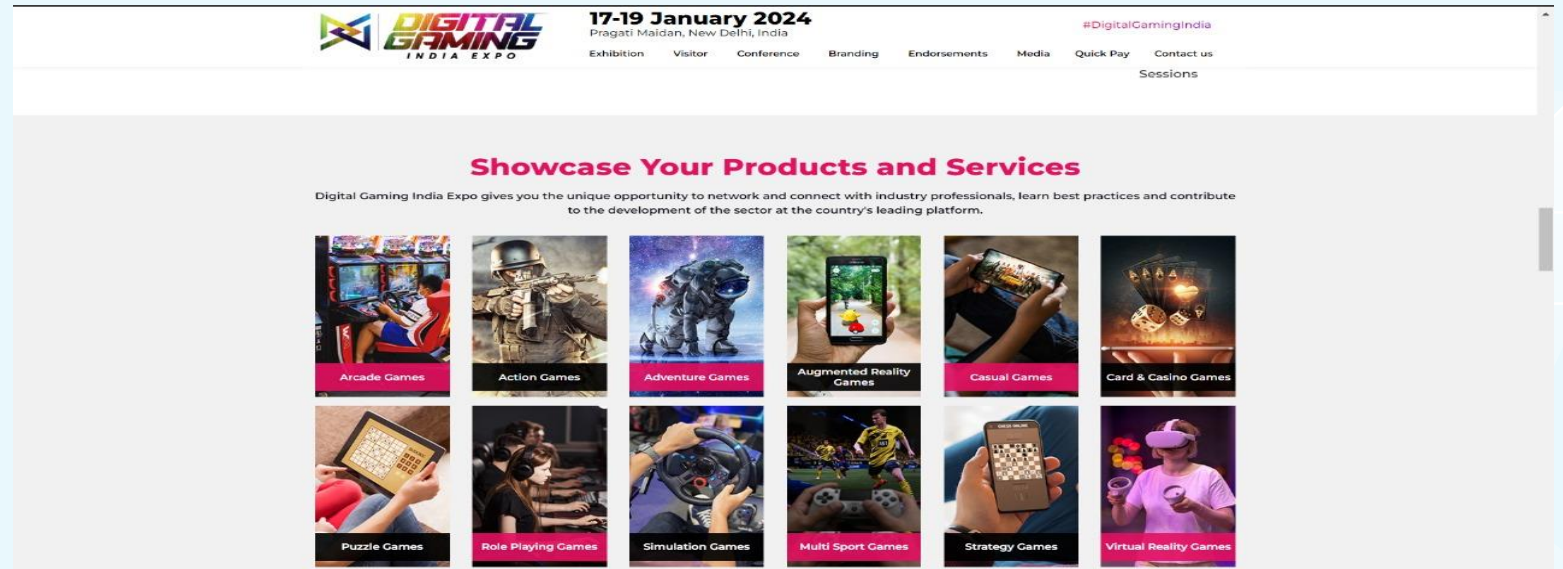 DIGITAL
GAMING
INDIA EXPO
17-19 January 2024
Pragati Maidan, New Delhi, India
#DigitalGamingIndia
Exhibition Visitor Conference Branding Endorsements Media Quick Pay Contact us
Sessions
Showcase Your Products and Services
Digital Gaming India Expo gives you the unique opportunity to network and connect with industry professionals, learn best practices and contribute
to the development of the sector at the country's leading platform.
Arcade Games
Action Games
Adventure Games
Augmented Reality
Games
Casual Games
Card & Casino Games
Puzzle Games
Role Playing Games
Simulation Games
Multi Sport Games
Strategy Games
Virtual Reality Games